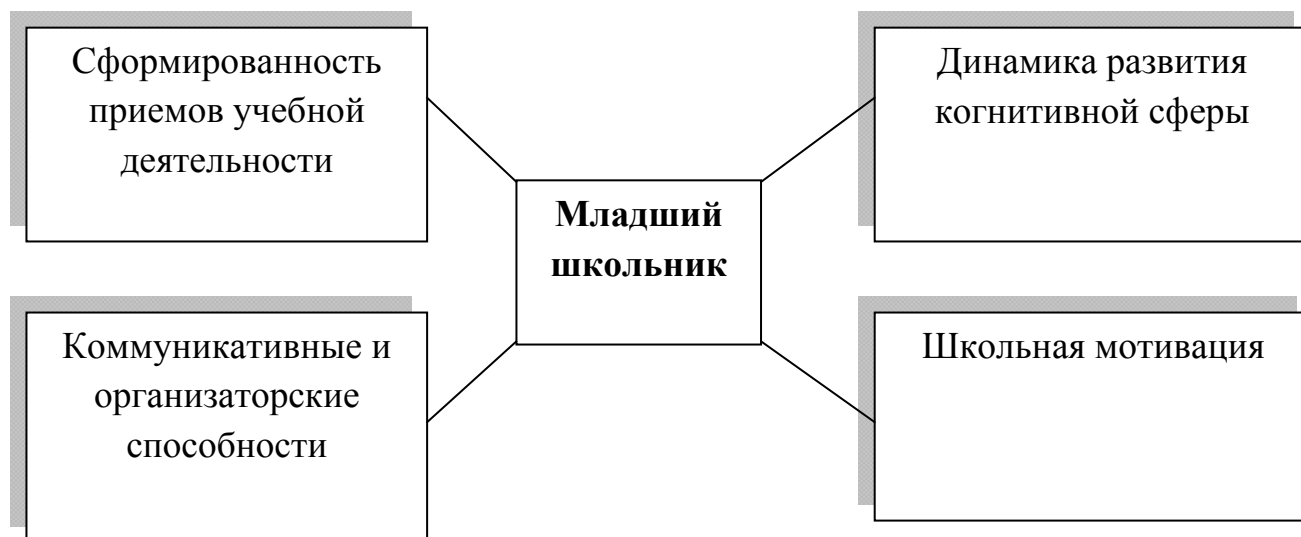 Сформированность
приемов учебной
деятельности
Динамика развития
когнитивной сферы
Младший
школьник
Коммуникативные и
организаторские
способности
Школьная мотивация